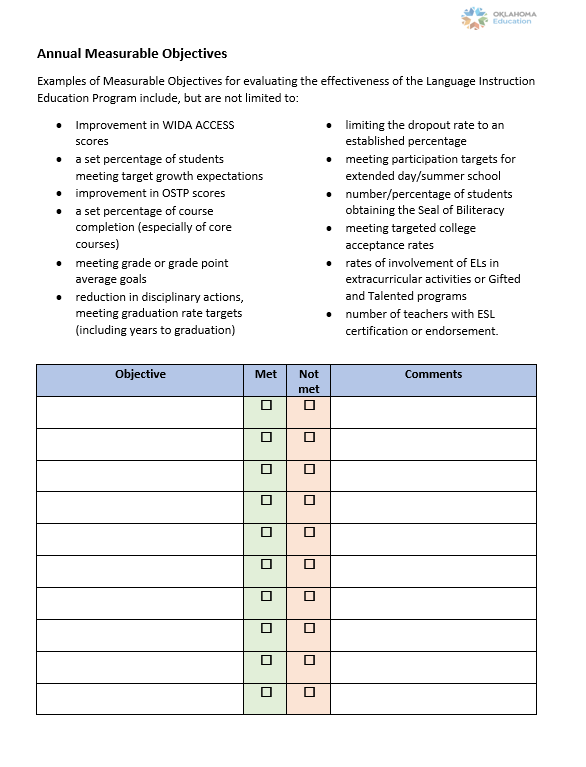 OKLAHOMA
Education
Annual Measurable Objectives
Examples of Measurable Objectives for evaluating the effectiveness of the Language Instruction
Education Program include, but are not limited to:
• Improvement in WIDA ACCESS
scores
• a set percentage of students
meeting target growth expectations
• improvement in OSTP scores
• a set percentage of course
completion (especially of core
courses)
• meeting grade or grade point
average goals
• reduction in disciplinary actions,
meeting graduation rate targets
(including years to graduation)
• limiting the dropout rate to an
established percentage
• meeting participation targets for
extended day/summer school
• number/percentage of students
obtaining the Seal of Biliteracy
• meeting targeted college
acceptance rates
• rates of involvement of ELs in
extracurricular activities or Gifted
and Talented programs
• number of teachers with ESL
certification or endorsement.
Objective Met Not met Comments
☐ ☐
☐ ☐
☐ ☐
☐ ☐
☐ ☐
☐ ☐
☐ ☐
☐ ☐
☐ ☐
☐ ☐